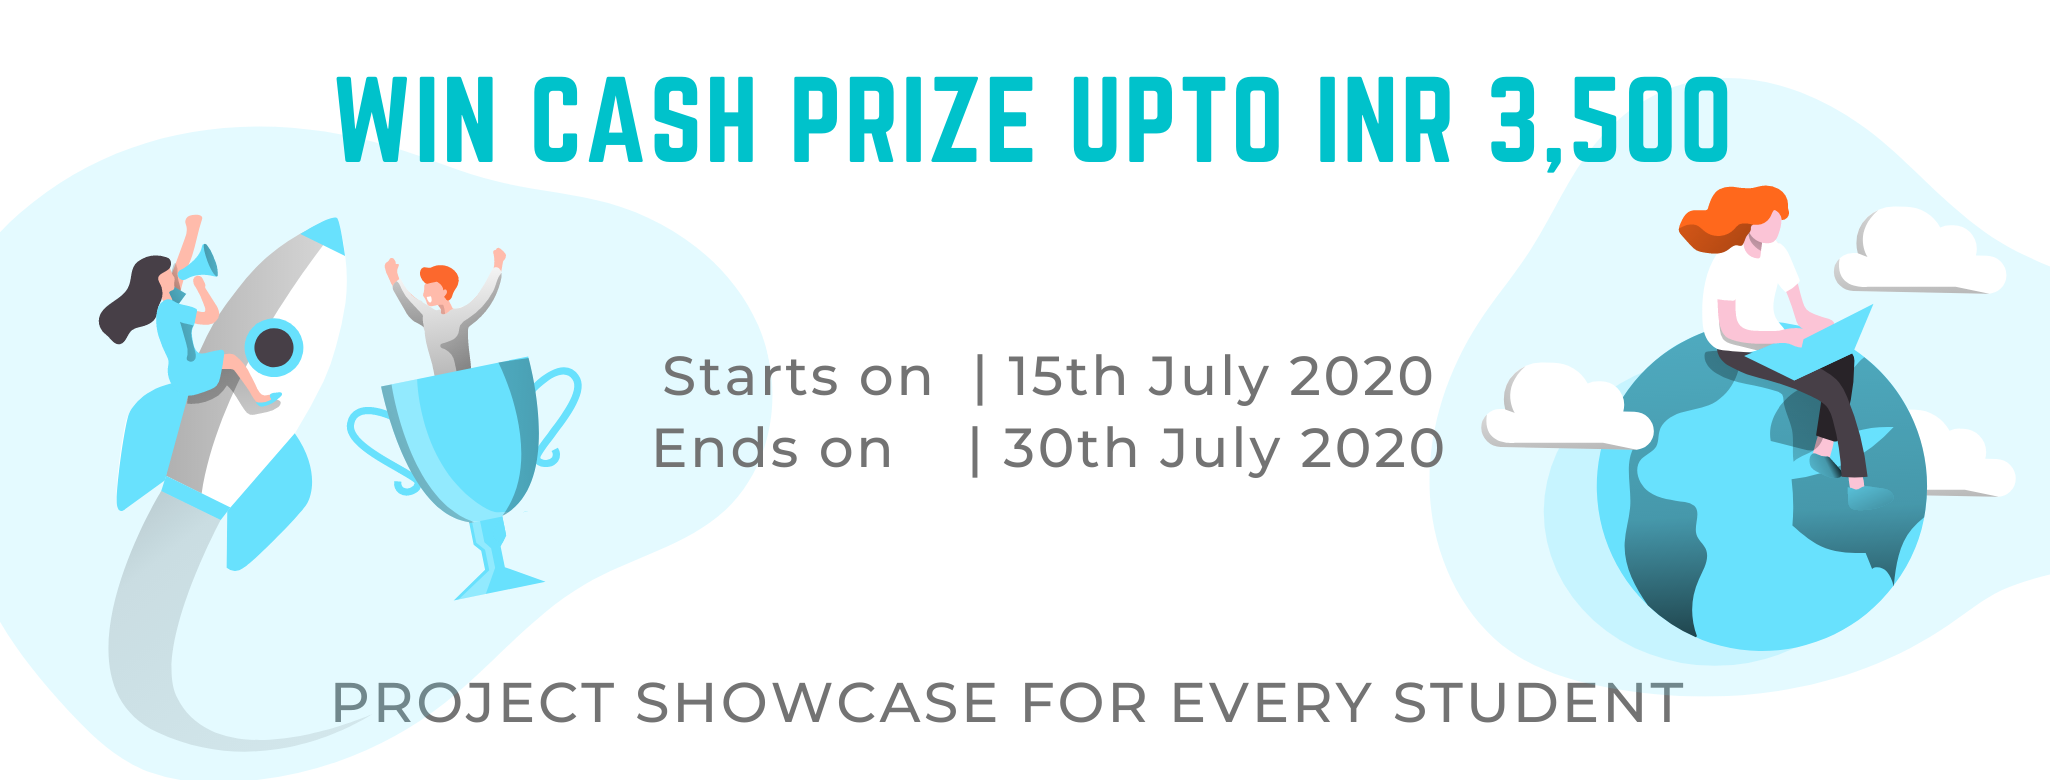 WIN CASH PRIZE UPTO INR 3,500
Starts on | 15th July 2020
Ends on | 30th July 2020
PROJECT SHOWCASE FOR EVERY STUDENT